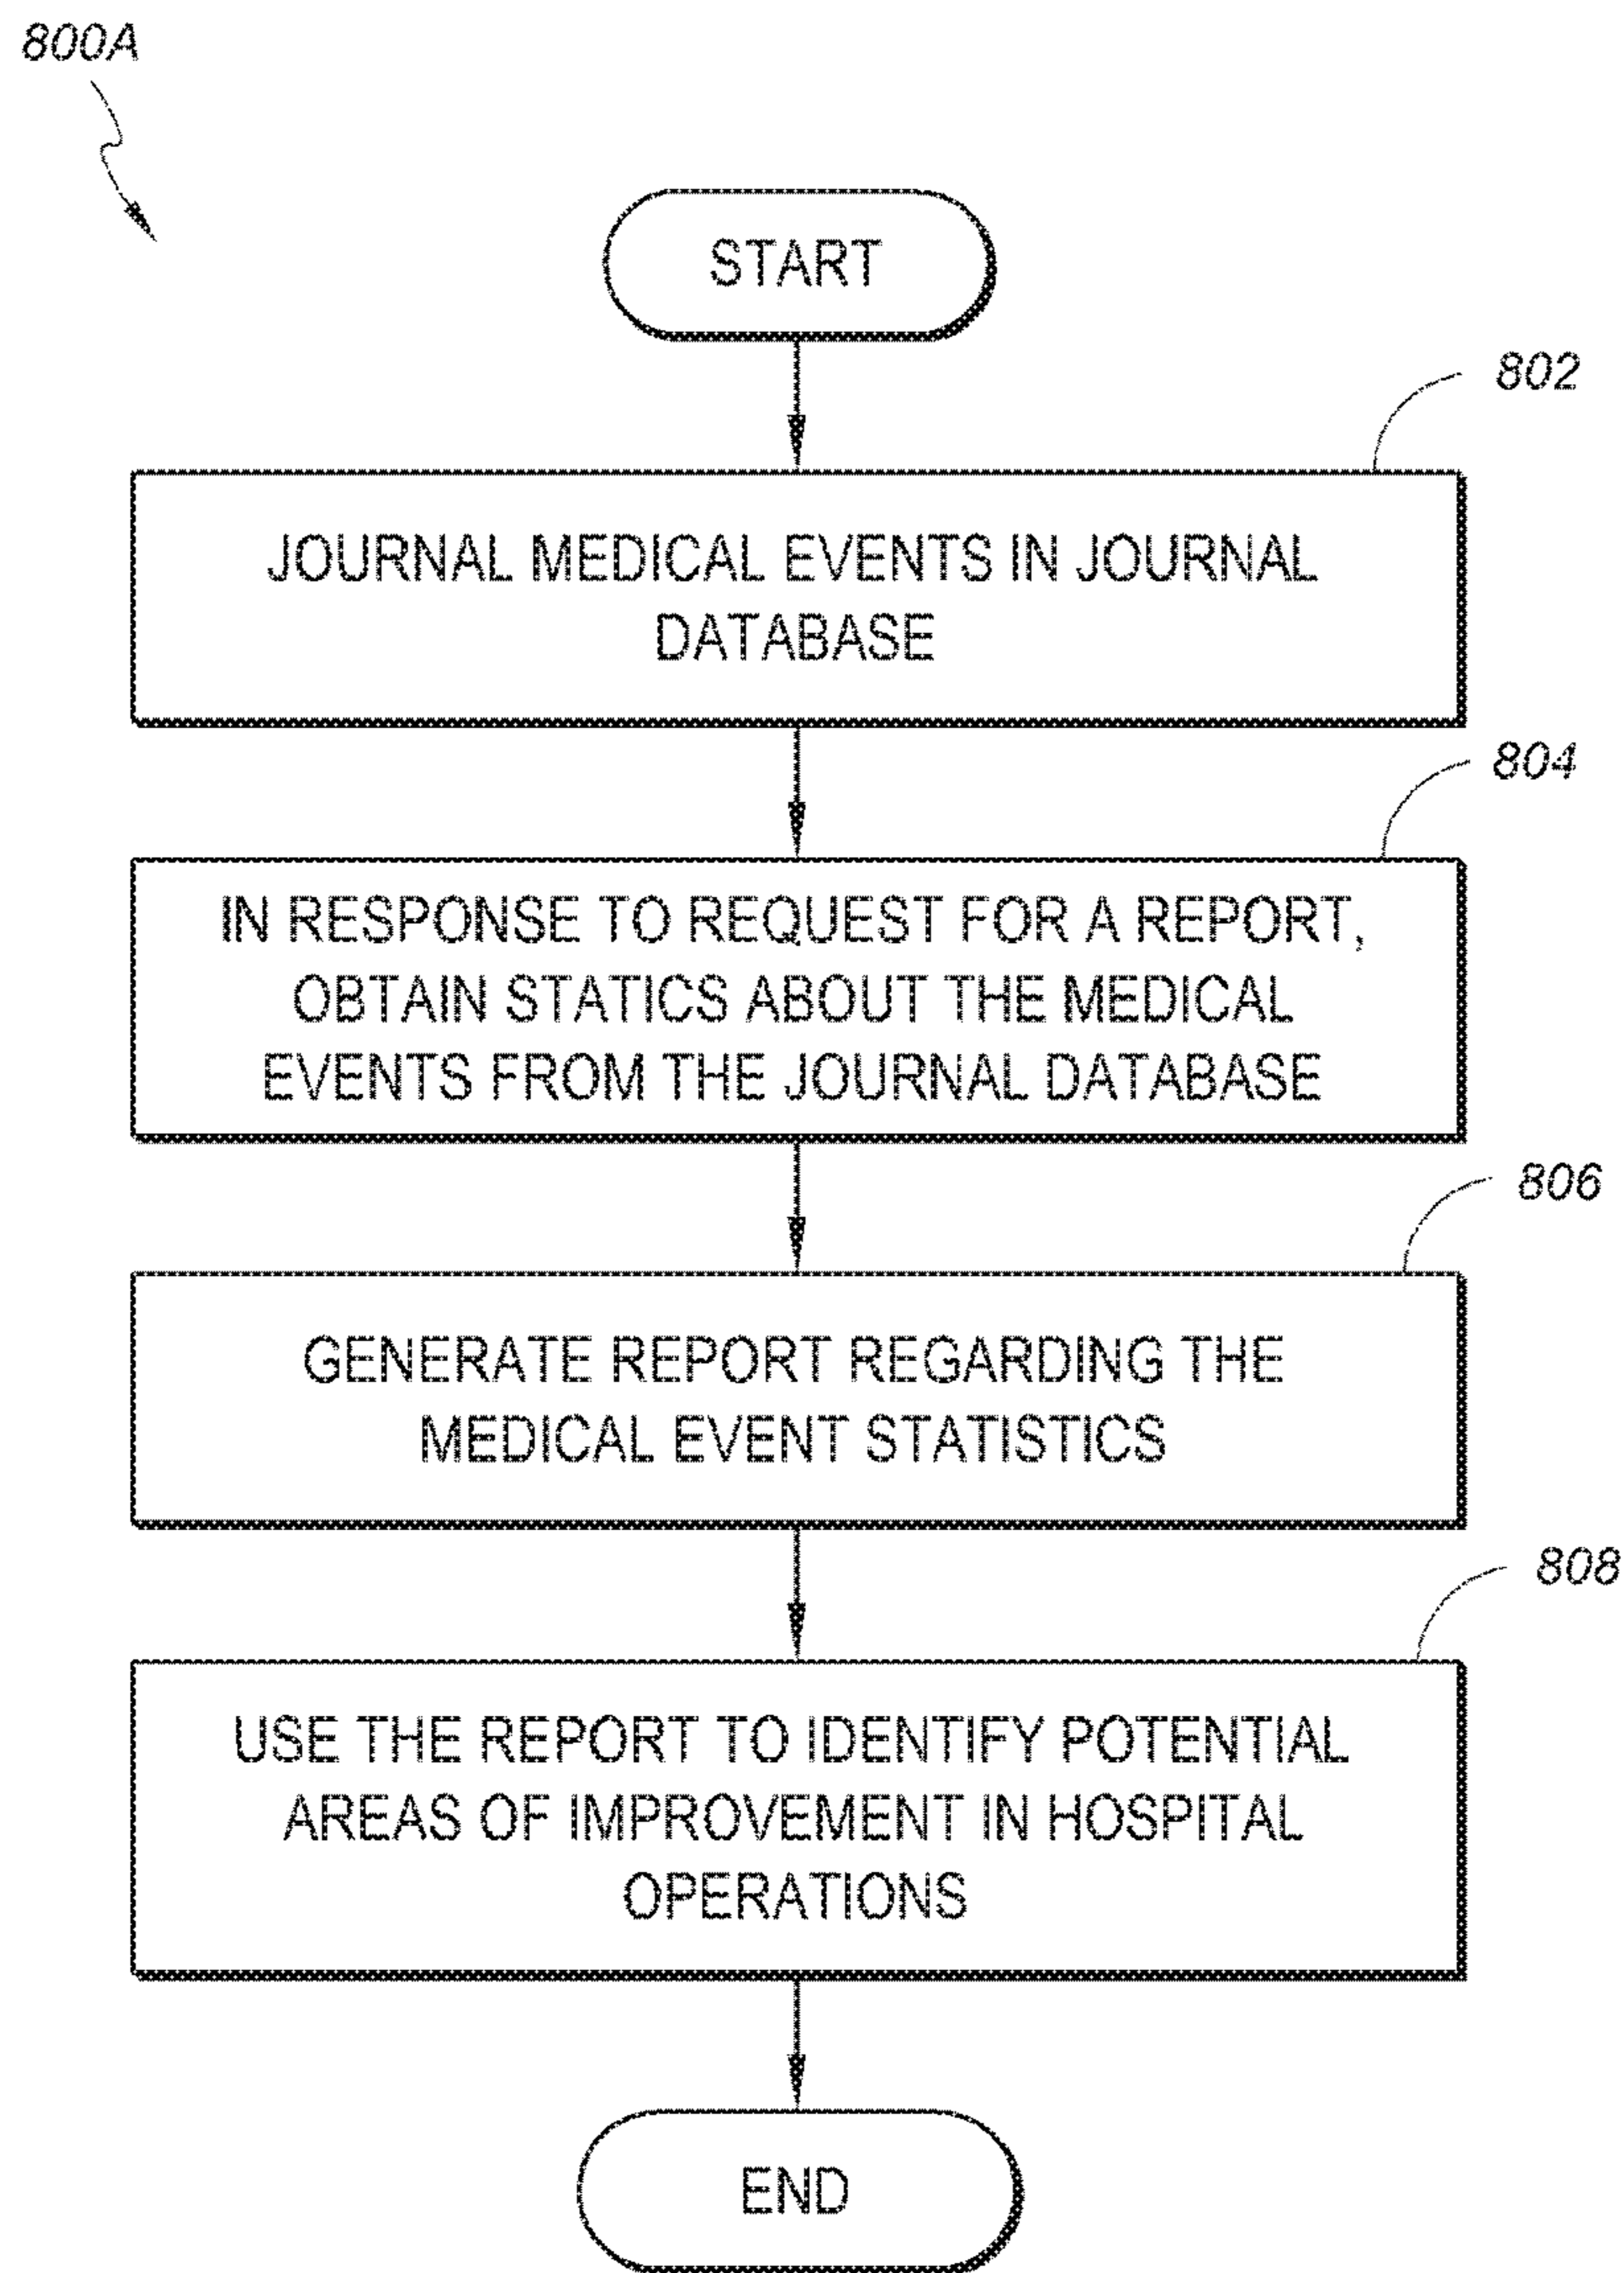 800A
START
802
JOURNAL MEDICAL EVENTS IN JOURNAL
DATABASE
804
IN RESPONSE TO REQUEST FOR A REPORT,
OBTAIN STATICS ABOUT THE MEDICAL
EVENTS FROM THE JOURNAL DATABASE
806
GENERATE REPORT REGARDING THE
MEDICAL EVENT STATISTICS
808
USE THE REPORT TO IDENTIFY POTENTIAL
AREAS OF IMPROVEMENT IN HOSPITAL
OPERATIONS
END